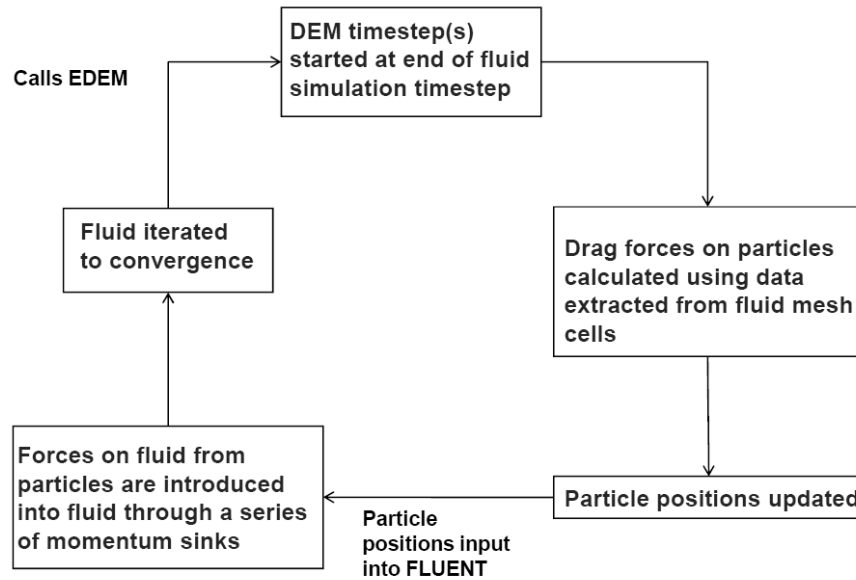 DEM timestep(s)
started at end of fluid
simulation timestep
Calls EDEM
Fluid iterated
to convergence
Drag forces on particles
calculated using data
extracted from fluid mesh
cells
Forces on fluid from
particles are introduced
into fluid through a series
of momentum sinks
Particle
positions input
into FLUENT
Particle positions updated